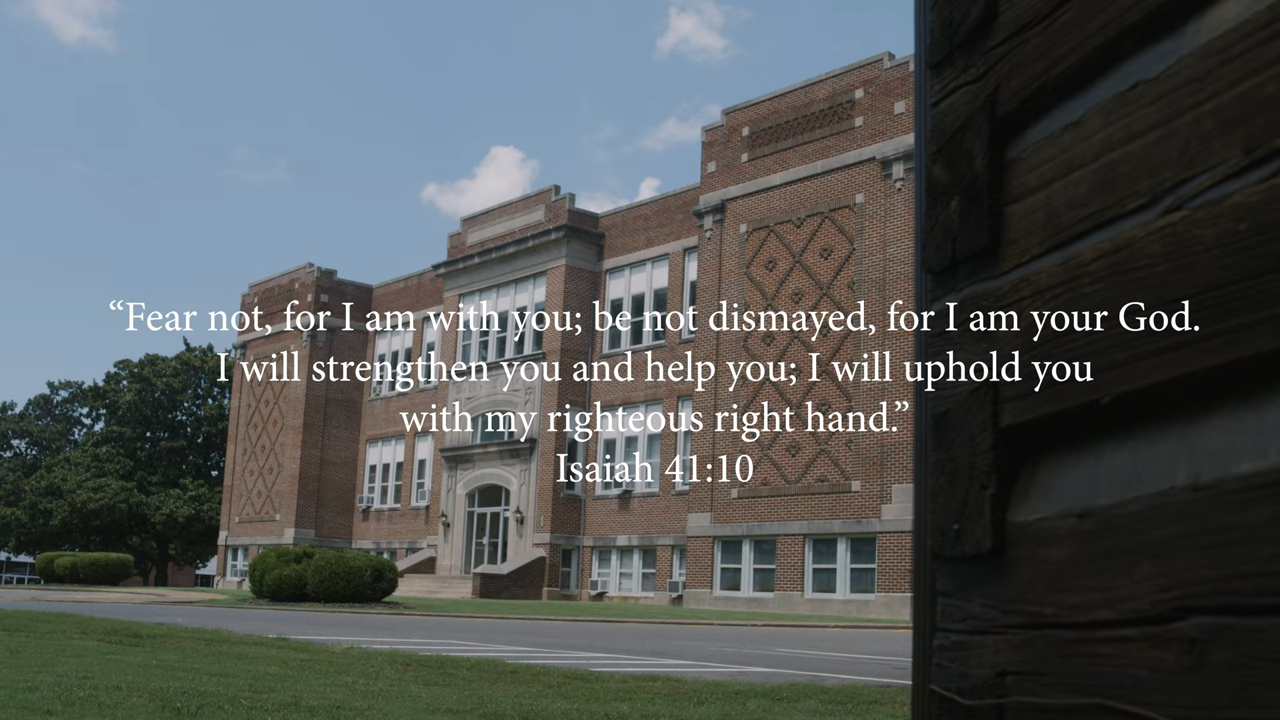 “Fear not, for I am with you; be not dismayed, for I am your God.
I will strengthen you and help you; I will uphold you
with my righteous right hand.”
Isaiah 41:10